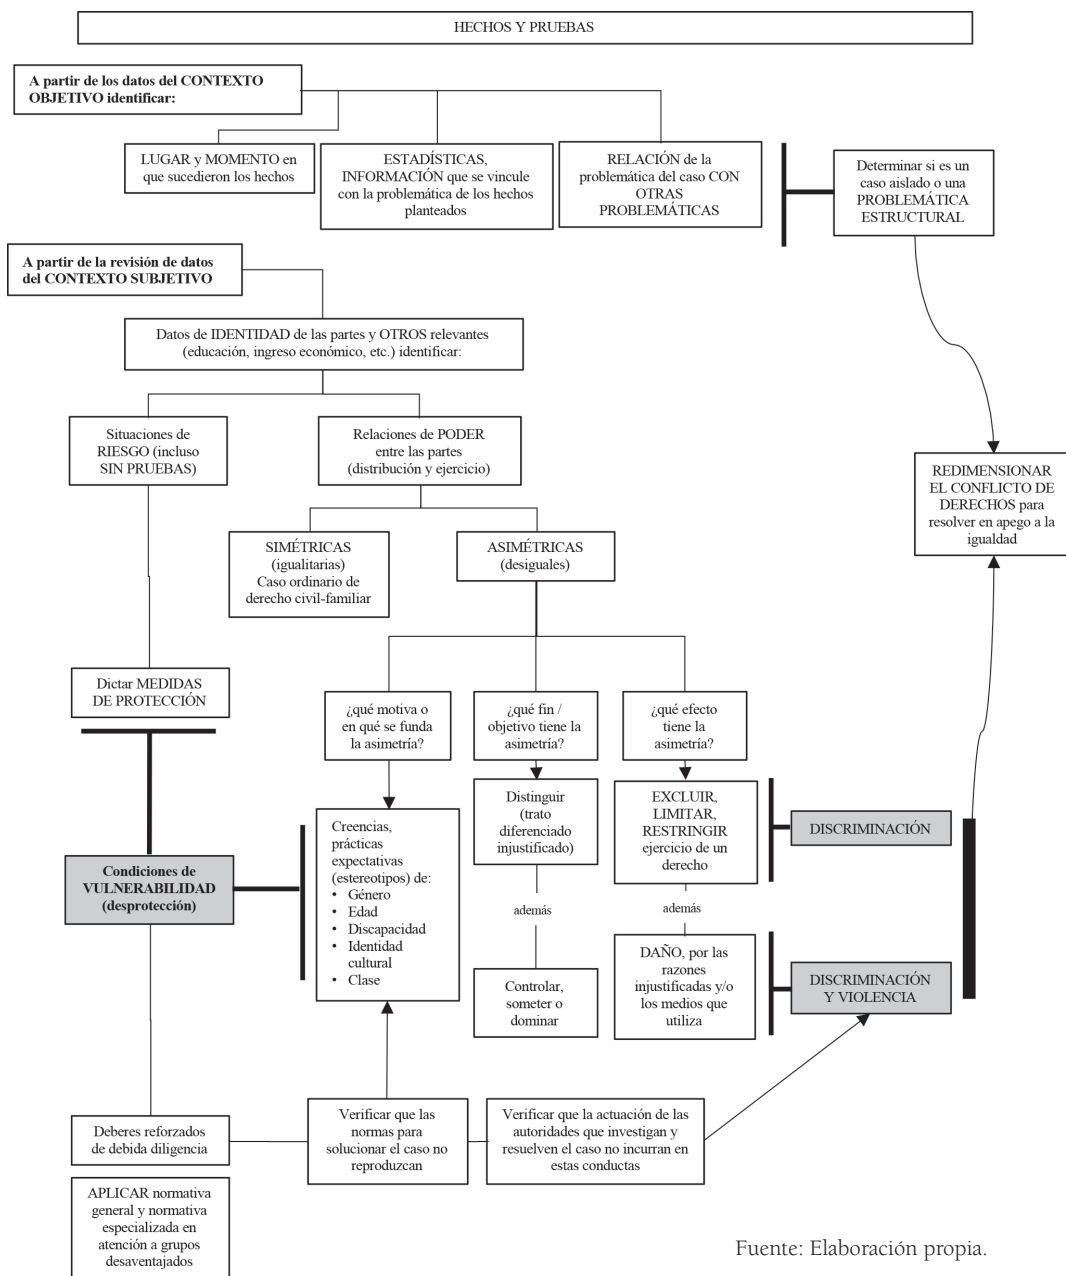 HECHOS Y PRUEBAS
A partir de los datos del CONTEXTO
OBJETIVO identificar:
LUGAR y MOMENTO en
que sucedieron los hechos
ESTADÍSTICAS,
INFORMACIÓN que se vincule
con la problemática de los hechos
planteados
RELACIÓN de la
problemática del caso CON
OTRAS
PROBLEMÁTICAS
Determinar si es un
caso aislado o una
PROBLEMÁTICA
ESTRUCTURAL
A partir de la revisión de datos
del CONTEXTO SUBJETIVO
Datos de IDENTIDAD de las partes y OTROS relevantes
(educación, ingreso económico, etc.) identificar:
Situaciones de
RIESGO (incluso
SIN PRUEBAS)
Relaciones de PODER
entre las partes
(distribución y ejercicio)
REDIMENSIONAR
EL CONFLICTO DE
DERECHOS para
resolver en apego a la
igualdad
SIMÉTRICAS
(igualitarias)
Caso ordinario de
derecho civil-familiar
ASIMÉTRICAS
(desiguales)
Dictar MEDIDAS
DE PROTECCIÓN
¿qué motiva o
en qué se funda
la asimetría?
¿qué fin /
objetivo tiene la
asimetría?
¿qué efecto
tiene la
asimetría?
Creencias,
prácticas
expectativas
(estereotipos) de:
• Género
• Edad
• Discapacidad
• Identidad
cultural
• Clase
Distinguir
(trato
diferenciado
injustificado)
EXCLUIR,
LIMITAR,
RESTRINGIR
ejercicio de un
derecho
DISCRIMINACIÓN
Condiciones de
VULNERABILIDAD
(desprotección)
además
además
Controlar,
someter o
dominar
DAÑO, por las
razones
injustificadas y/o
los medios que
utiliza
DISCRIMINACIÓN
Y VIOLENCIA
Deberes reforzados
de debida diligencia
Verificar que las
normas para
solucionar el caso no
reproduzcan
Verificar que la actuación de las
autoridades que investigan y
resuelven el caso no incurran en
estas conductas
APLICAR normativa
general y normativa
especializada en
atención a grupos
desaventajados
Fuente: Elaboración propia.